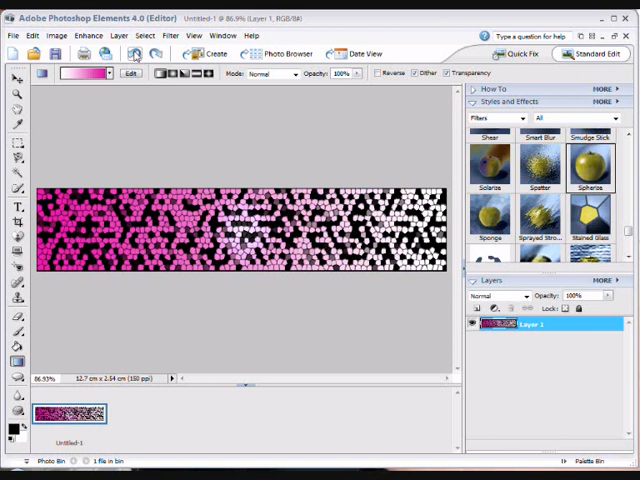 Adobe Photoshop Elements 4.0 (Editor)
Untitled-1 @ 86.9% (Layer 1, RGB/8#)
File Edit Image Enhance Layer Select Filter View Window Help
Type a question for help
Create Photo Browser Date View
Quick Fix Standard Edit
Edit Mode: Normal Opacity: 100% Reverse Dither Transparency
How To MORE
Styles and Effects MORE
Filters All
Shear Smart Blur Smudge Stick
Solarize Spatter Spherize
Sponge Sprayed Stro... Stained Glass
Layers MORE
Normal Opacity: 100%
Lock:
Layer 1
86.93% 12.7 cm x 2.54 cm (150 ppi)
Untitled-1
Photo Bin 1 file in bin Palette Bin